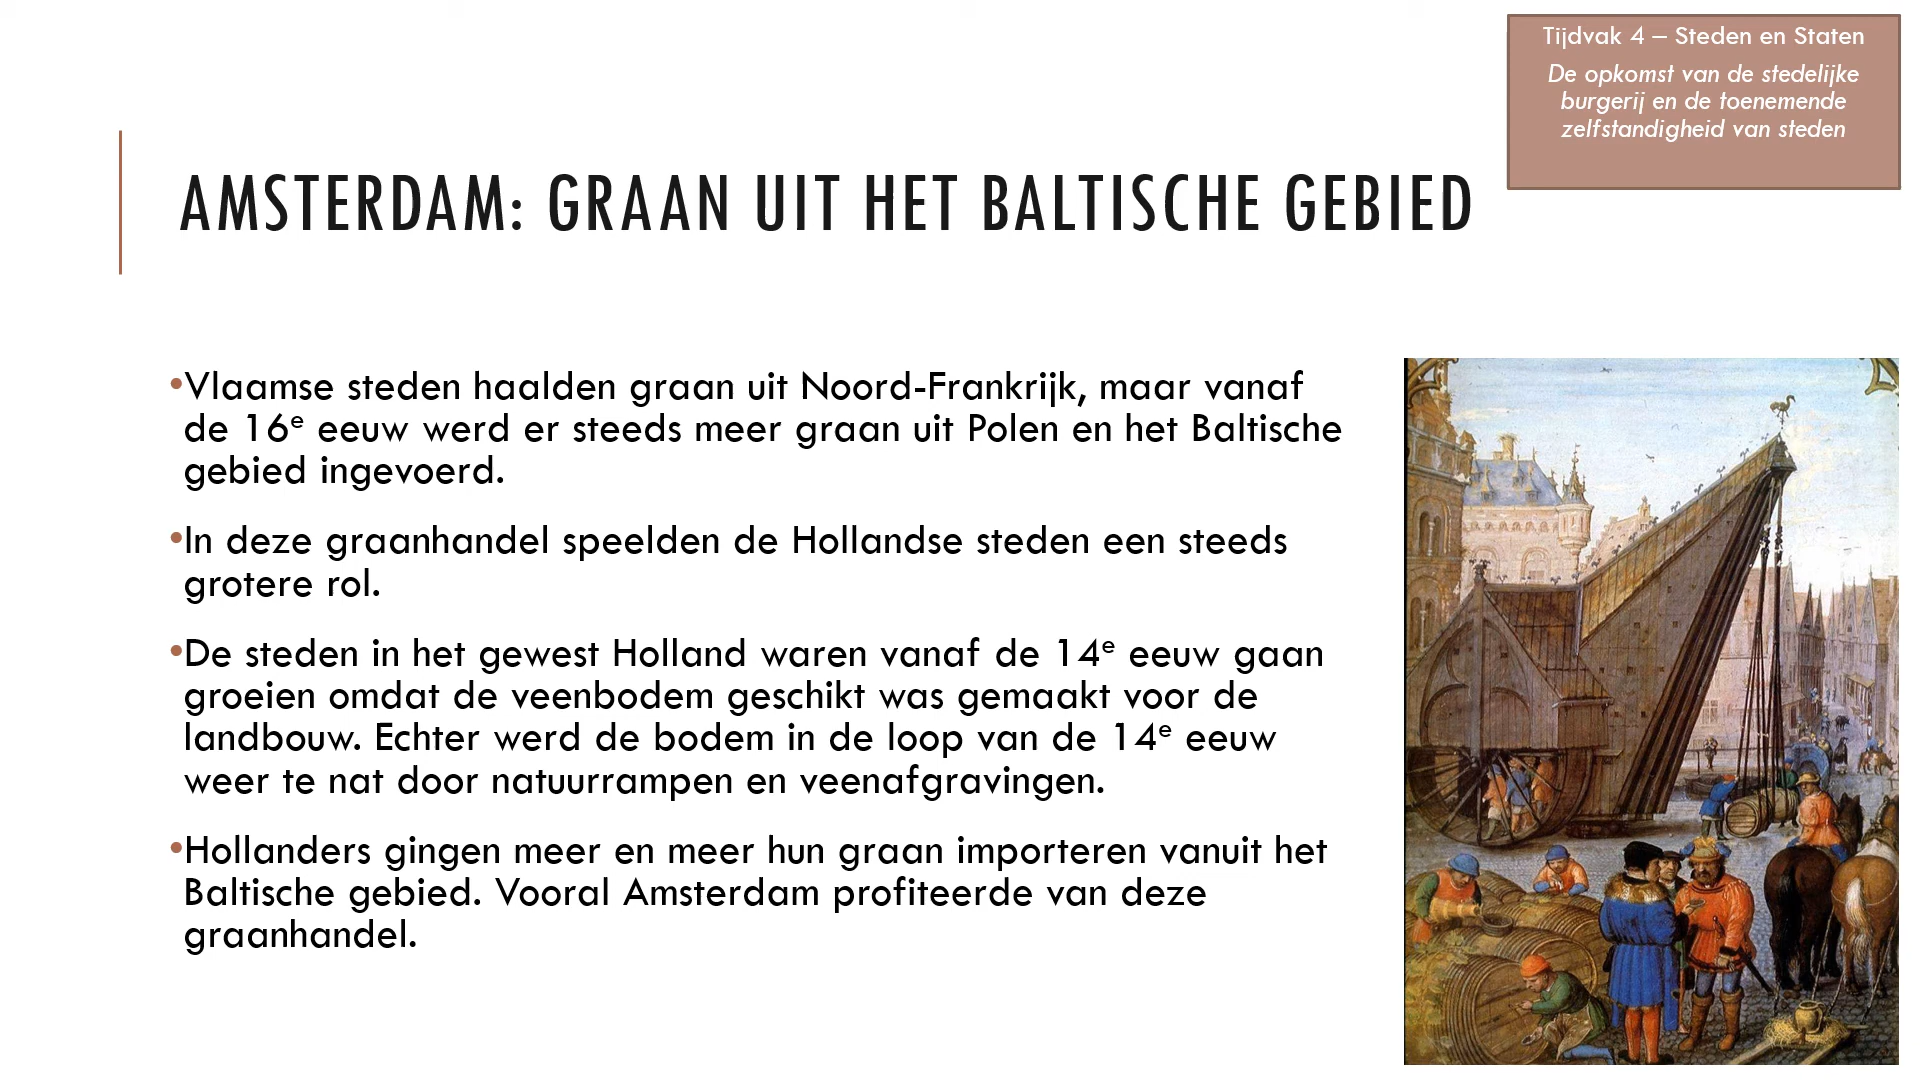 Tijdvak 4 – Steden en Staten
De opkomst van de stedelijke
burgerij en de toenemende
zelfstandigheid van steden
AMSTERDAM: GRAAN UIT HET BALTISCHE GEBIED
•Vlaamse steden haalden graan uit Noord-Frankrijk, maar vanaf
de 16e eeuw werd er steeds meer graan uit Polen en het Baltische
gebied ingevoerd.
•In deze graanhandel speelden de Hollandse steden een steeds
grotere rol.
•De steden in het gewest Holland waren vanaf de 14e eeuw gaan
groeien omdat de veenbodem geschikt was gemaakt voor de
landbouw. Echter werd de bodem in de loop van de 14e eeuw
weer te nat door natuurrampen en veenafgravingen.
•Hollanders gingen meer en meer hun graan importeren vanuit het
Baltische gebied. Vooral Amsterdam profiteerde van deze
graanhandel.